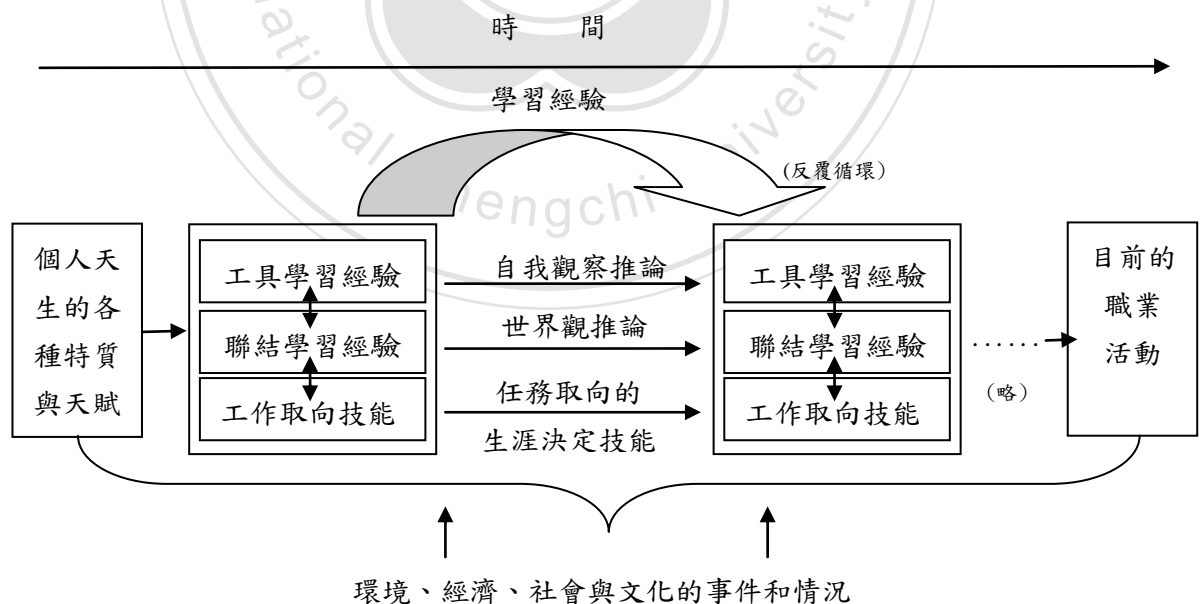 時 間
學習經驗
(反覆循環)
個人天
生的各
種特質
與天賦
工具學習經驗
聯結學習經驗
工作取向技能
自我觀察推論
世界觀推論
任務取向的
生涯決定技能
工具學習經驗
聯結學習經驗
工作取向技能
......
(略)
目前的
職業
活動
環境、經濟、社會與文化的事件和情況
ational
hengchi
University